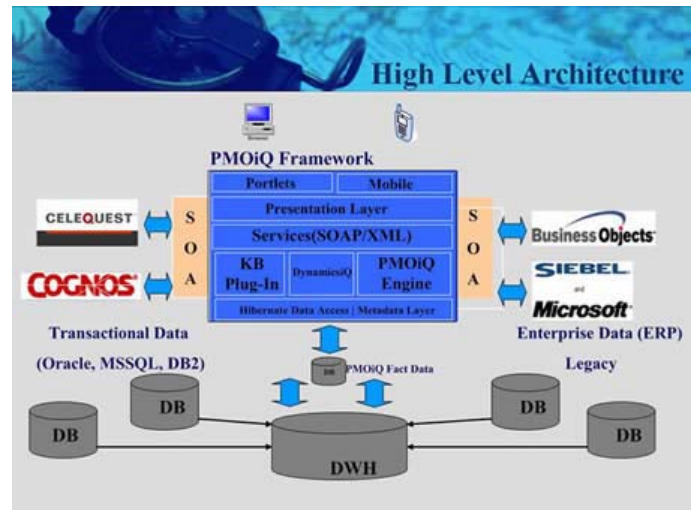 High Level Architecture
PMOiQ Framework
Portlets
Mobile
Presentation Layer
Services(SOAP/XML)
KB
Plug-In
DynamicsiQ
PMOiQ
Engine
Hibernate Data Access | Metadata Layer
S
O
A
S
O
A
CELEQUEST
COGNOS
Business Objects
SIEBEL
and
Microsoft
Transactional Data
(Oracle, MSSQL, DB2)
Enterprise Data (ERP)
Legacy
DB
PMOiQ Fact Data
DB
DB
DB
DB
DWH